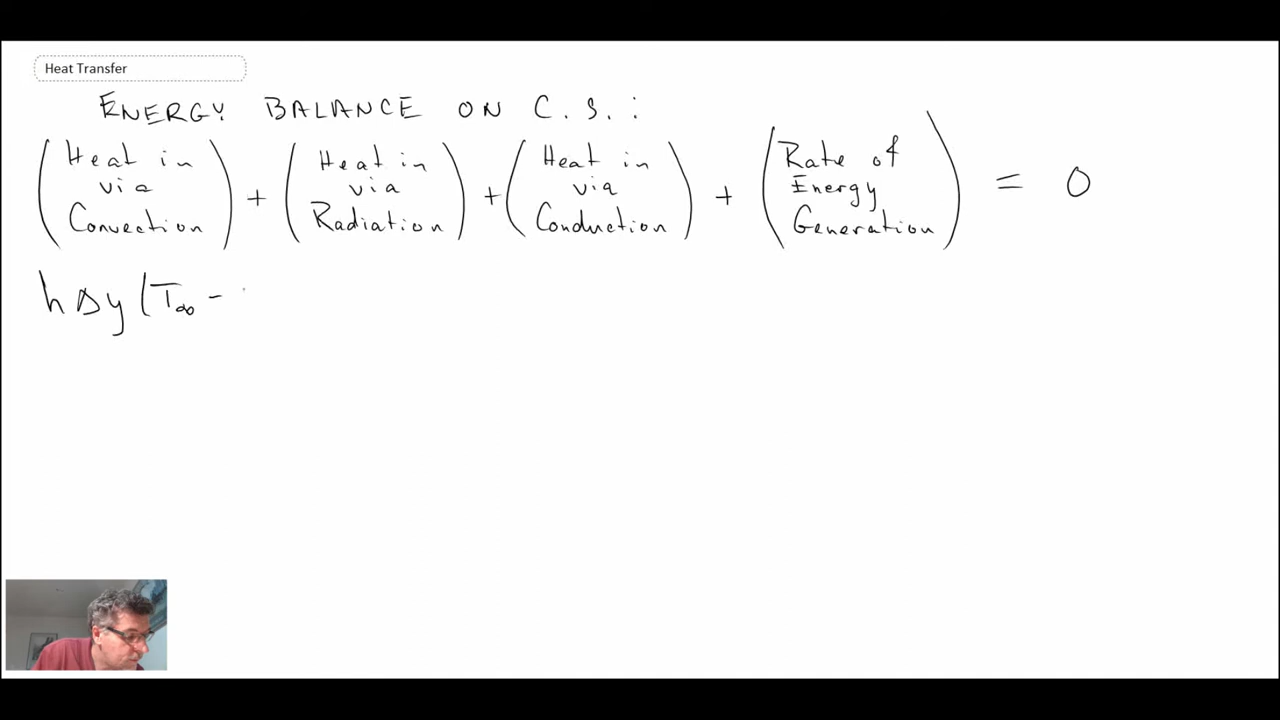 Heat Transfer
ENERGY BALANCE ON C.S.:
(Heat in via Convection) + (Heat in via Radiation) + (Heat in via Conduction) + (Rate of Energy Generation) = 0
hΔy(T∞ -